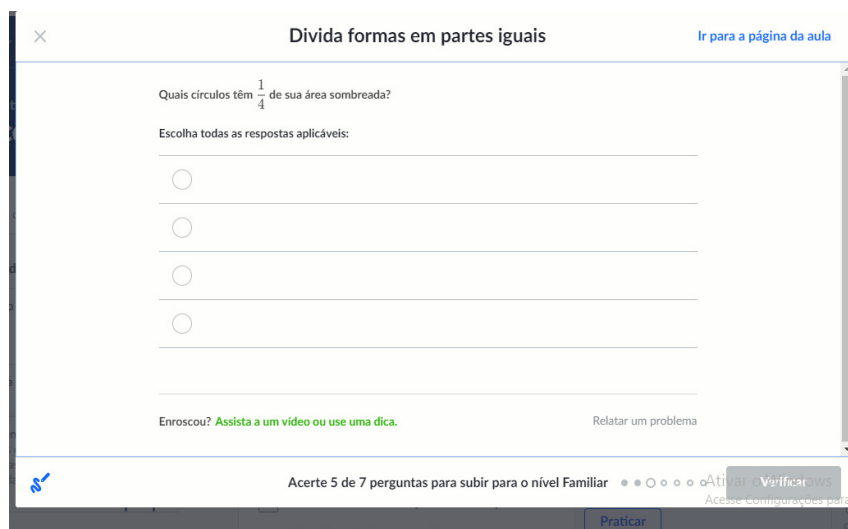 Divida formas em partes iguais
Ir para a página da aula
Quais círculos têm 1/4 de sua área sombreada?
Escolha todas as respostas aplicáveis:
Enroscou? Assista a um vídeo ou use uma dica.
Relatar um problema
Acerte 5 de 7 perguntas para subir para o nível Familiar
Verificar
Acesse Configurações para
Praticar